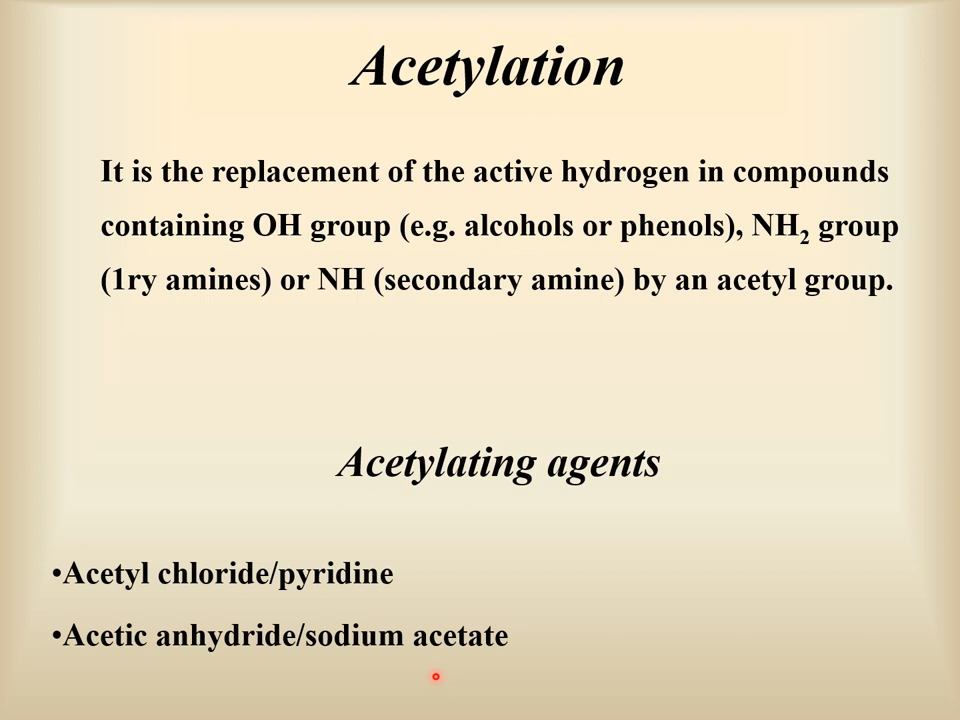 Acetylation
It is the replacement of the active hydrogen in compounds
containing OH group (e.g. alcohols or phenols), NH₂ group
(1ry amines) or NH (secondary amine) by an acetyl group.
Acetylating agents
•Acetyl chloride/pyridine
•Acetic anhydride/sodium acetate